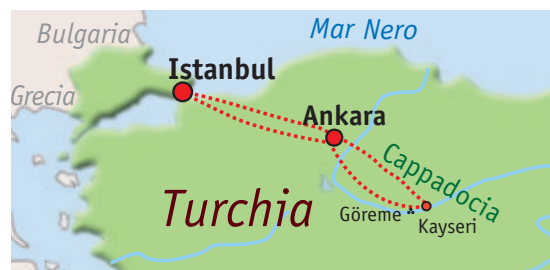 Bulgaria
Mar Nero
Istanbul
Grecia
Ankara
Cappadocia
Turchia
Göreme
Kayseri